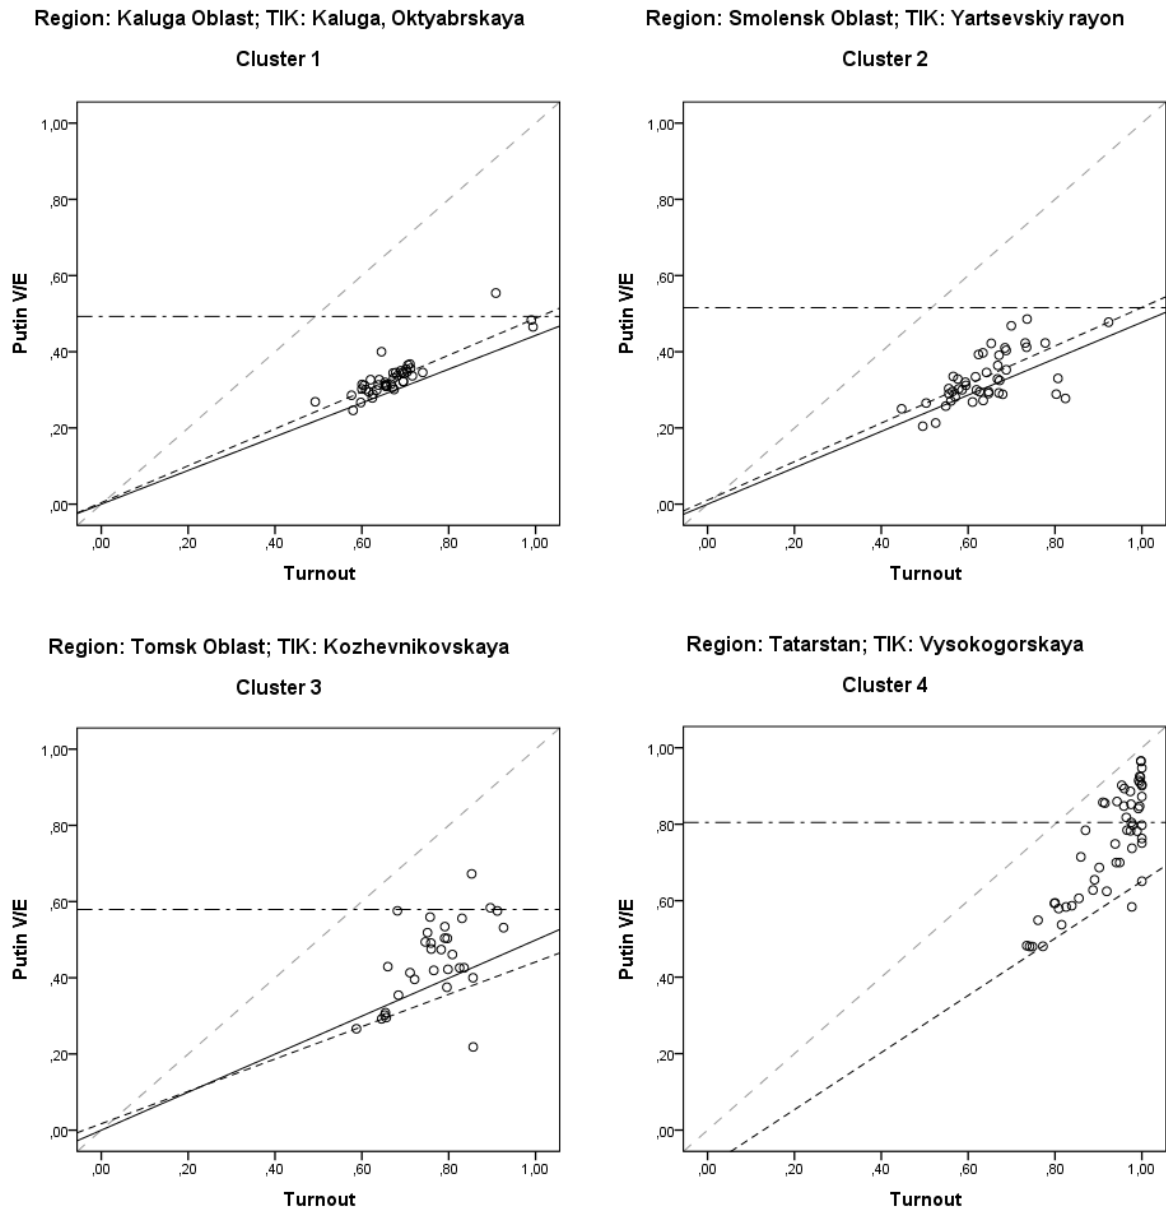 Region: Kaluga Oblast; TIK: Kaluga, Oktyabrskaya
Cluster 1
1,00
,80
,60
,40
,20
,00
Putin V/E
,00 ,20 ,40 ,60 ,80 1,00
Turnout
Region: Smolensk Oblast; TIK: Yartsevskiy rayon
Cluster 2
1,00
,80
,60
,40
,20
,00
Putin V/E
,00 ,20 ,40 ,60 ,80 1,00
Turnout
Region: Tomsk Oblast; TIK: Kozhevnikovskaya
Cluster 3
1,00
,80
,60
,40
,20
,00
Putin V/E
,00 ,20 ,40 ,60 ,80 1,00
Turnout
Region: Tatarstan; TIK: Vysokogorskaya
Cluster 4
1,00
,80
,60
,40
,20
,00
Putin V/E
,00 ,20 ,40 ,60 ,80 1,00
Turnout